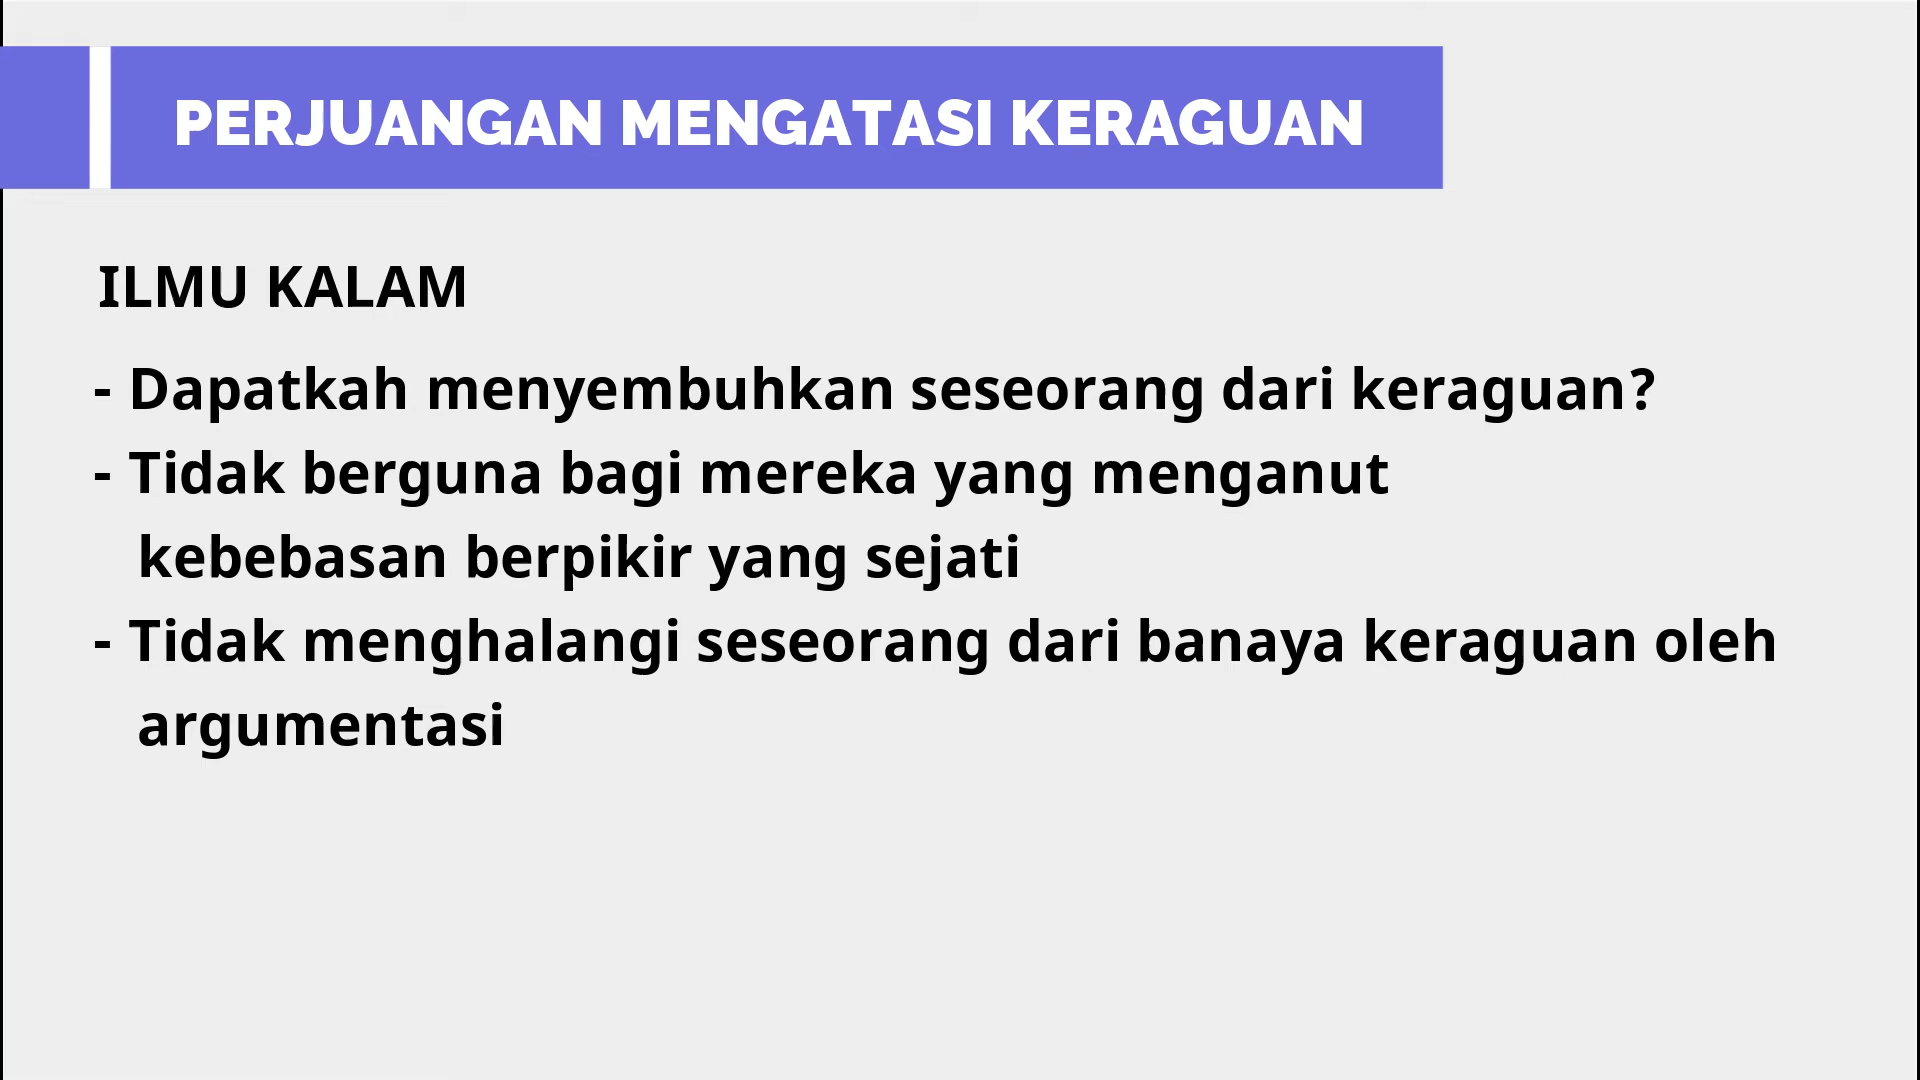 PERJUANGAN MENGATASI KERAGUAN
ILMU KALAM
- Dapatkah menyembuhkan seseorang dari keraguan?
- Tidak berguna bagi mereka yang menganut
kebebasan berpikir yang sejati
- Tidak menghalangi seseorang dari banaya keraguan oleh
argumentasi